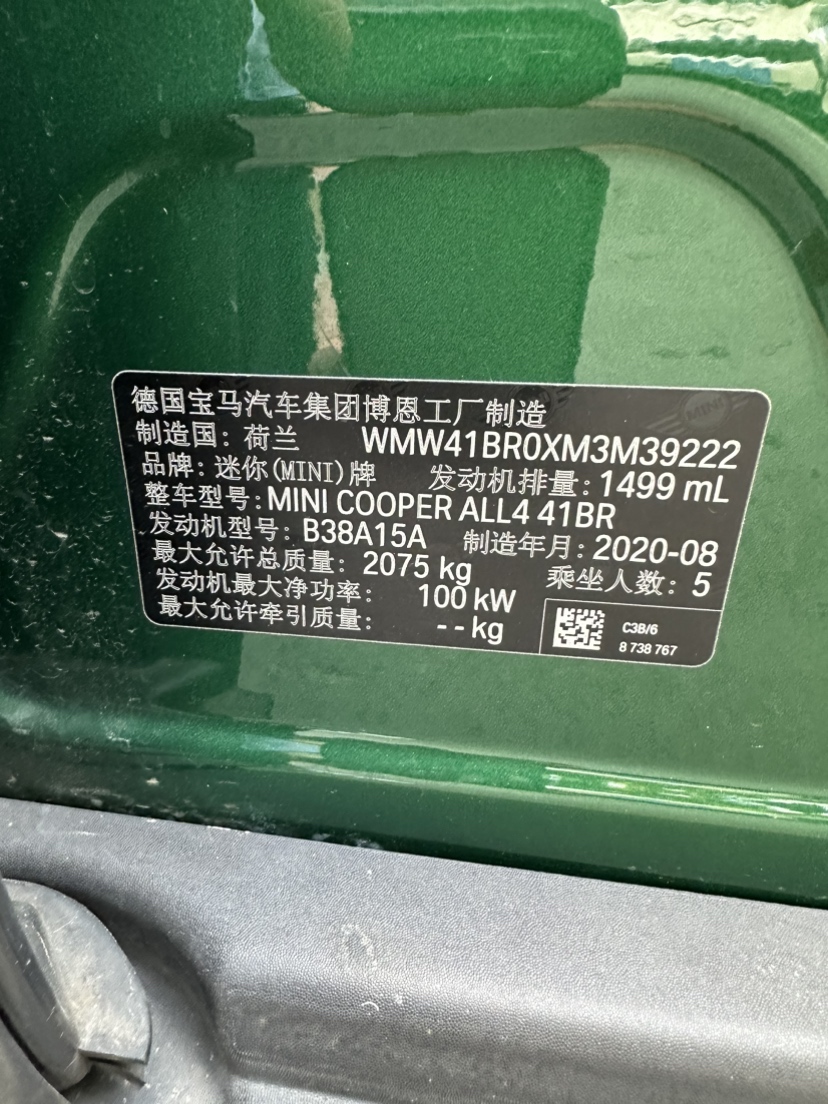 德国宝马汽车集团博恩工厂制造
制造国: 荷兰 WMW41BR0XM3M39222
品牌: 迷你(MINI)牌 发动机排量: 1499 mL
整车型号: MINI COOPER ALL4 41BR
发动机型号: B38A15A 制造年月: 2020-08
最大允许总质量: 2075 kg 乘坐人数: 5
发动机最大净功率: 100 kW
最大允许牵引质量: -- kg
C3B/6
8 738 767
MINI